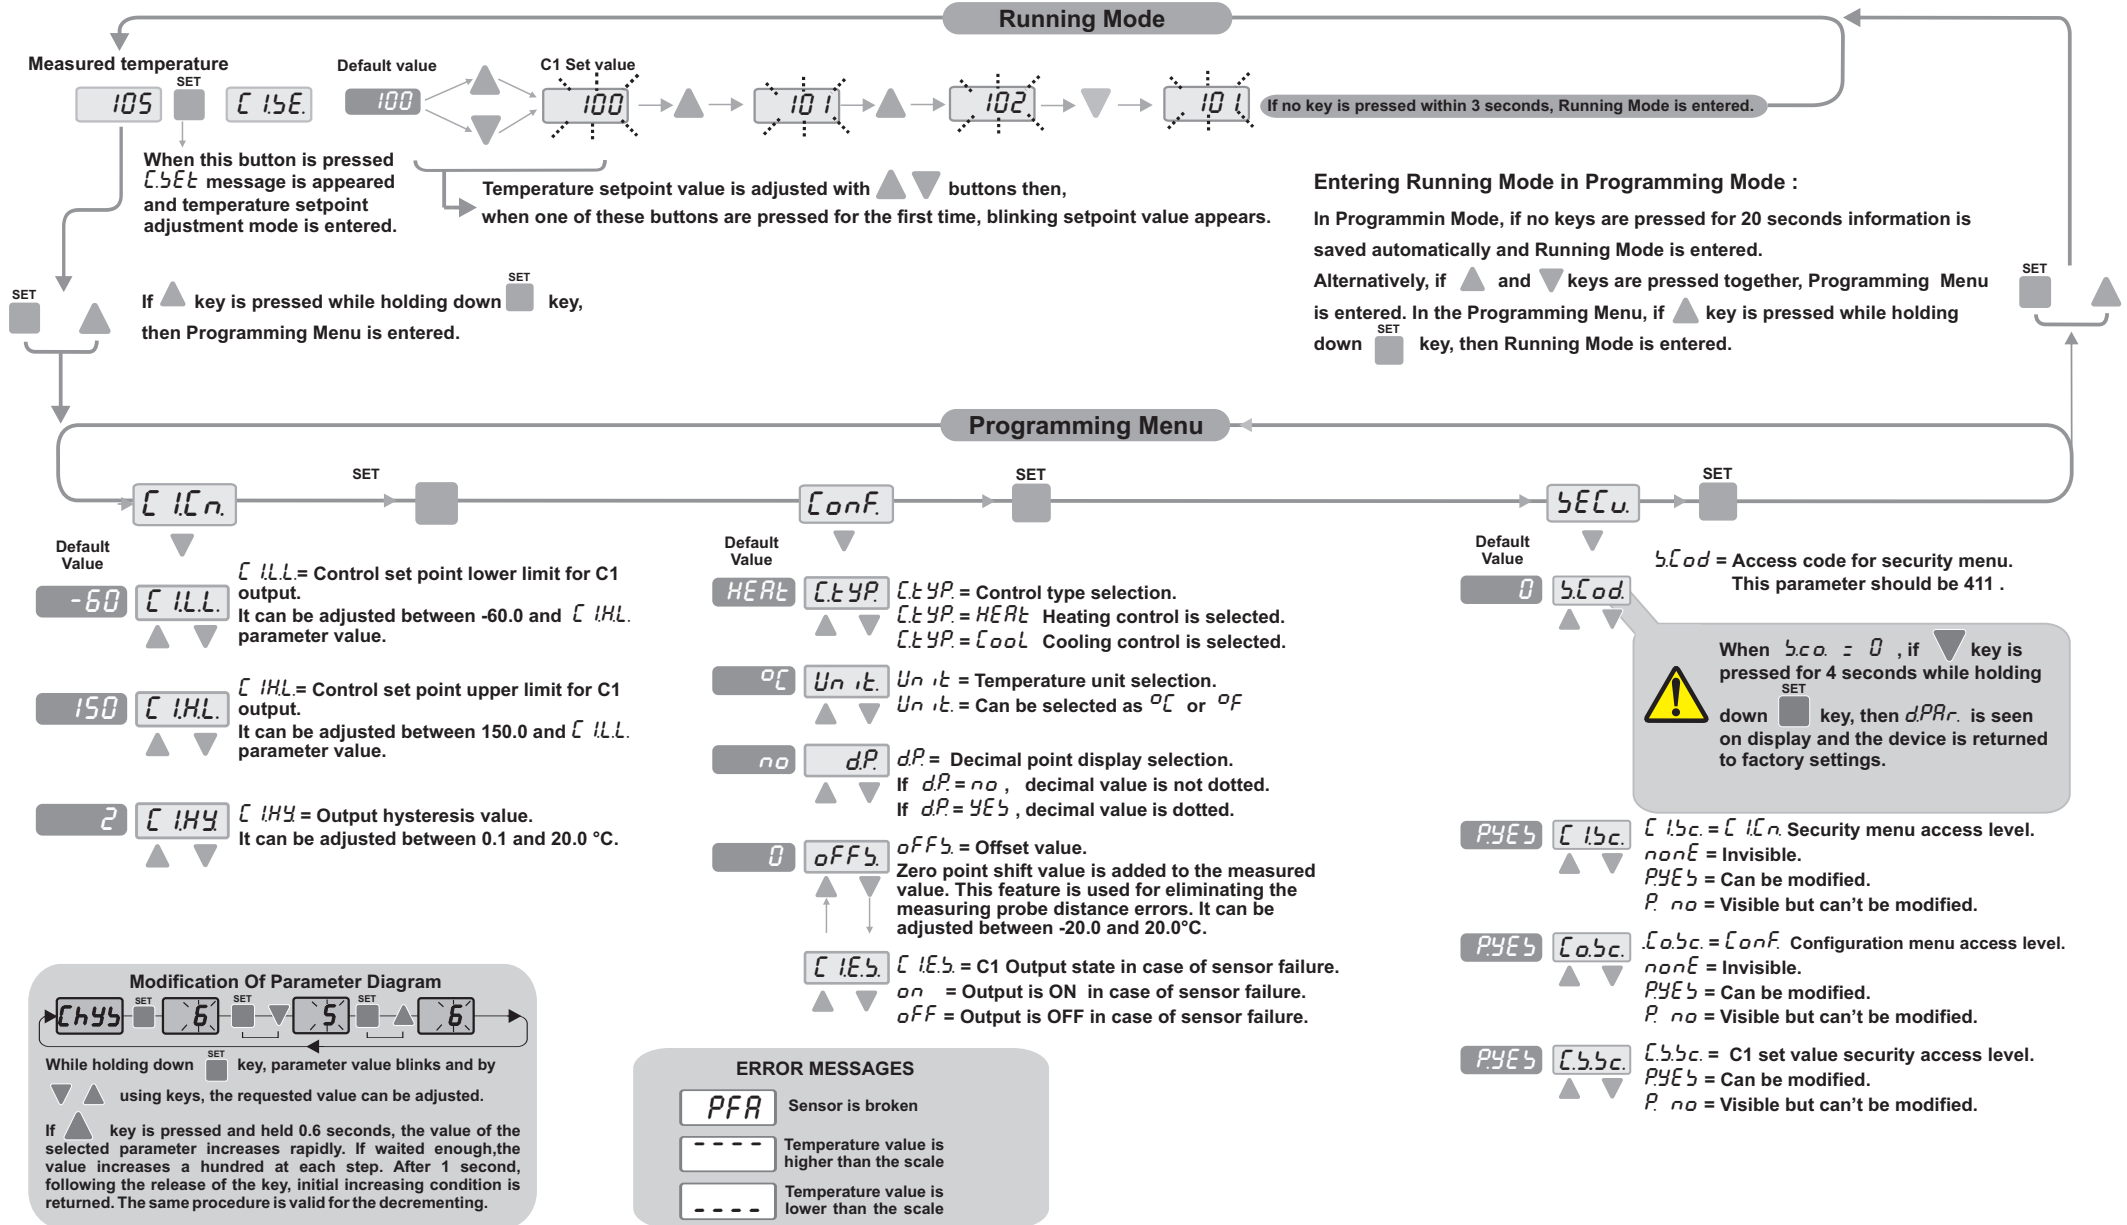 Running Mode
Measured temperature
Default value
C1 Set value
105
SET
C1.SE.
100
100
101
102
101.
If no key is pressed within 3 seconds, Running Mode is entered.
When this button is pressed
C.SEt message is appeared
and temperature setpoint
adjustment mode is entered.
Temperature setpoint value is adjusted with buttons then,
when one of these buttons are pressed for the first time, blinking setpoint value appears.
SET
If key is pressed while holding down SET key,
then Programming Menu is entered.
Entering Running Mode in Programming Mode :
In Programmin Mode, if no keys are pressed for 20 seconds information is
saved automatically and Running Mode is entered.
Alternatively, if and keys are pressed together, Programming Menu
is entered. In the Programming Menu, if key is pressed while holding
down SET key, then Running Mode is entered.
SET
Programming Menu
C1.Cn.
SET
ConF.
SET
SECu.
SET
Default
Value
-60
C1.L.L.
C1.L.L.= Control set point lower limit for C1
output.
It can be adjusted between -60.0 and C1.H.L.
parameter value.
150
C1.H.L.
C1H.L.= Control set point upper limit for C1
output.
It can be adjusted between 150.0 and C1.L.L.
parameter value.
2
C1.HY.
C1.HY.= Output hysteresis value.
It can be adjusted between 0.1 and 20.0 °C.
Modification Of Parameter Diagram
ChYS
SET
6
SET
5
SET
6
While holding down SET key, parameter value blinks and by
using keys, the requested value can be adjusted.
If key is pressed and held 0.6 seconds, the value of the
selected parameter increases rapidly. If waited enough,the
value increases a hundred at each step. After 1 second,
following the release of the key, initial increasing condition is
returned. The same procedure is valid for the decrementing.
Default
Value
HEAt
C.tYP.
C.tYP. = Control type selection.
C.tYP. = HEAt Heating control is selected.
C.tYP. = CooL Cooling control is selected.
oC
Unit.
Unit = Temperature unit selection.
Unit. = Can be selected as oC or oF
no
d.P.
d.P. = Decimal point display selection.
If d.P. = no , decimal value is not dotted.
If d.P. = YES , decimal value is dotted.
0
oFFS.
oFFS. = Offset value.
Zero point shift value is added to the measured
value. This feature is used for eliminating the
measuring probe distance errors. It can be
adjusted between -20.0 and 20.0°C.
C1.E.S.
C1.E.S. = C1 Output state in case of sensor failure.
on = Output is ON in case of sensor failure.
oFF = Output is OFF in case of sensor failure.
ERROR MESSAGES
PFA
Sensor is broken
----
Temperature value is
higher than the scale
----
Temperature value is
lower than the scale
Default
Value
0
S.Cod.
S.Cod = Access code for security menu.
This parameter should be 411 .
When S.co. = 0 , if key is
pressed for 4 seconds while holding
down SET key, then d.PAr. is seen
on display and the device is returned
to factory settings.
P.YES
C1.Sc.
C1.Sc. = C1.Cn. Security menu access level.
nonE = Invisible.
P.YES = Can be modified.
P. no = Visible but can't be modified.
P.YES
Co.Sc.
.Co.Sc. = ConF. Configuration menu access level.
nonE = Invisible.
P.YES = Can be modified.
P. no = Visible but can't be modified.
P.YES
C.S.Sc.
C.S.Sc. = C1 set value security access level.
P.YES = Can be modified.
P. no = Visible but can't be modified.